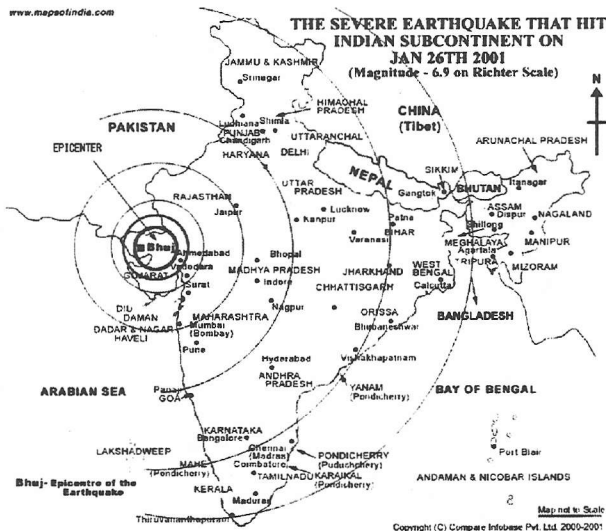 www.mapsofindia.com
THE SEVERE EARTHQUAKE THAT HIT
INDIAN SUBCONTINENT ON
JAN 26TH 2001
(Magnitude - 6.9 on Richter Scale)
JAMMU & KASHMIR
Srinagar
N
HIMACHAL
PRADESH
CHINA
(Tibet)
PAKISTAN
Ludhiana
Shimla
PUNJAB
Chandigarh
UTTARANCHAL
ARUNACHAL PRADESH
EPICENTER
HARYANA
DELHI
NEPAL
SIKKIM
Gangtok
BHUTAN
Itanagar
RAJASTHAN
Jaipur
UTTAR
PRADESH
Lucknow
Kanpur
Patna
BIHAR
Varanasi
ASSAM
Dispur
NAGALAND
Shillong
MEGHALAYA
MANIPUR
Agartala
TRIPURA
MIZORAM
Bhuj
Ahmedabad
Vadodara
GUJARAT
Surat
Bhopal
MADHYA PRADESH
Indore
JHARKHAND
WEST
BENGAL
Calcutta
CHHATTISGARH
DIU
DAMAN
DADAR & NAGAR
HAVELI
MAHARASHTRA
Mumbai
(Bombay)
Nagpur
ORISSA
Bhubaneshwar
BANGLADESH
Pune
Vishakhapatnam
Hyderabad
ANDHRA
PRADESH
YANAM
(Pondicherry)
ARABIAN SEA
BAY OF BENGAL
Panaji
GOA
KARNATAKA
Bangalore
Chennai
(Madras)
PONDICHERRY
(Puduchery)
Port Blair
LAKSHADWEEP
MAHE
(Pondicherry)
Coimbatore
TAMILNADU
KARAIKAL
(Pondicherry)
ANDAMAN & NICOBAR ISLANDS
Bhuj- Epicentre of the
Earthquake
KERALA
Madurai
Thiruvananthapuram
Map not to Scale
Copyright (C) Compare Infobase Pvt. Ltd. 2000-2001